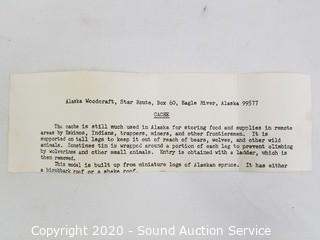 Alaska Woodcraft, Star Route, Box 60, Eagle River, Alaska 99577
CACHE
The cache is still much used in Alaska for storing food and supplies in remote
areas by Eskimos, Indians, trappers, miners, and other frontiersmen. It is
supported on tall legs to keep it out of reach of bears, wolves, and other wild
animals. Sometimes tin is wrapped around a portion of each leg to prevent climbing
by wolverines and other small animals. Entry is obtained with a ladder, which is
then removed.
This model is built up from miniature logs of Alaskan spruce. It has either
a birchbark roof or a shake roof.
Copyright 2020 - Sound Auction Service